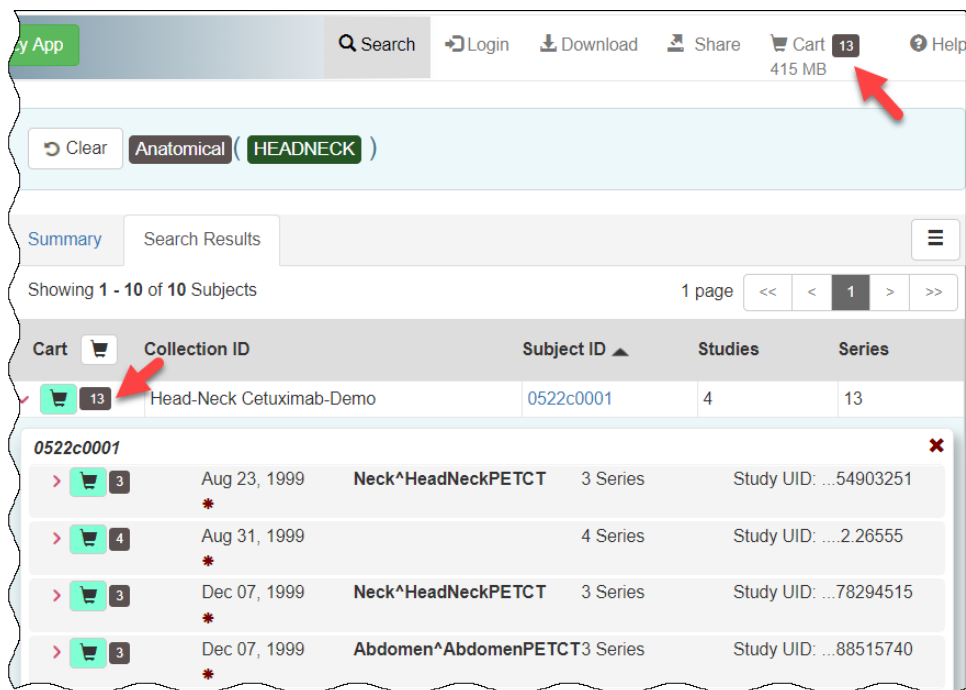 y App Search Login Download Share Cart 13 Help
415 MB
Clear Anatomical ( HEADNECK )
Summary Search Results
Showing 1 - 10 of 10 Subjects 1 page << < 1 > >>
Cart Collection ID Subject ID Studies Series
13 Head-Neck Cetuximab-Demo 0522c0001 4 13
0522c0001
3 Aug 23, 1999 Neck^HeadNeckPETCT 3 Series Study UID: ...54903251
4 Aug 31, 1999 4 Series Study UID: ....2.26555
3 Dec 07, 1999 Neck^HeadNeckPETCT 3 Series Study UID: ...78294515
3 Dec 07, 1999 Abdomen^AbdomenPETCT 3 Series Study UID: ...88515740